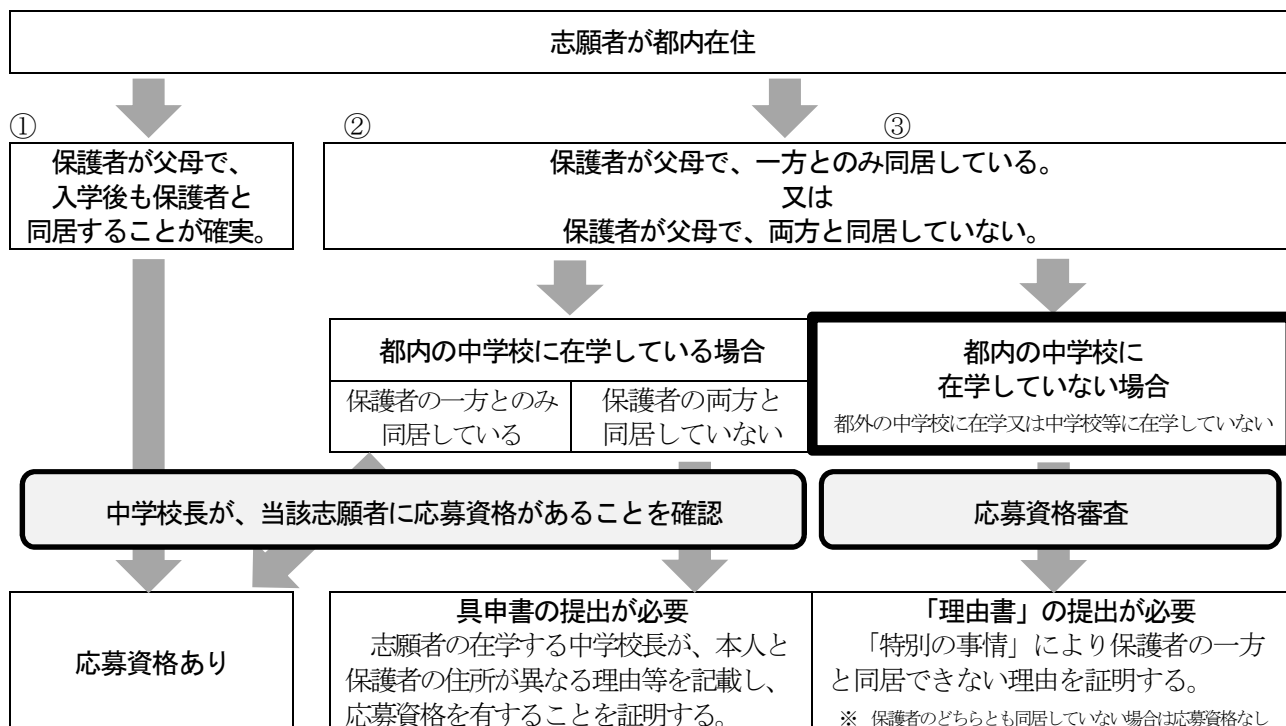 志願者が都内在住
①
保護者が父母で、
入学後も保護者と
同居することが確実。
②
③
保護者が父母で、一方とのみ同居している。
又は
保護者が父母で、両方と同居していない。
都内の中学校に在学している場合
保護者の一方とのみ
同居している
保護者の両方と
同居していない
都内の中学校に
在学していない場合
都外の中学校に在学又は中学校等に在学していない
中学校長が、当該志願者に応募資格があることを確認
応募資格審査
応募資格あり
具申書の提出が必要
志願者の在学する中学校長が、本人と
保護者の住所が異なる理由等を記載し、
応募資格を有することを証明する。
「理由書」の提出が必要
「特別の事情」により保護者の一方
と同居できない理由を証明する。
※ 保護者のどちらとも同居していない場合は応募資格なし